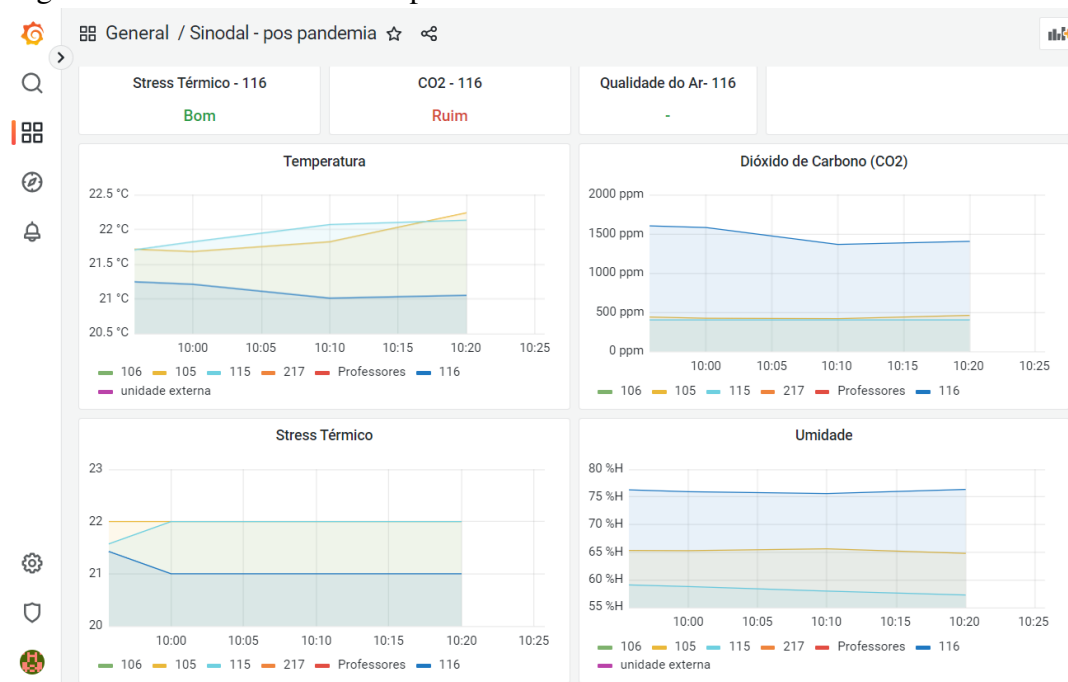 General / Sinodal - pos pandemia
Stress Térmico - 116
Bom
CO2 - 116
Ruim
Qualidade do Ar- 116
-
Temperatura
22.5 °C
22 °C
21.5 °C
21 °C
20.5 °C
10:00 10:05 10:10 10:15 10:20 10:25
106 105 115 217 Professores 116
unidade externa
Dióxido de Carbono (CO2)
2000 ppm
1500 ppm
1000 ppm
500 ppm
0 ppm
10:00 10:05 10:10 10:15 10:20 10:25
106 105 115 217 Professores 116
Stress Térmico
23
22
21
20
10:00 10:05 10:10 10:15 10:20 10:25
106 105 115 217 Professores 116
Umidade
80 %H
75 %H
70 %H
65 %H
60 %H
55 %H
10:00 10:05 10:10 10:15 10:20 10:25
106 105 115 217 Professores 116
unidade externa